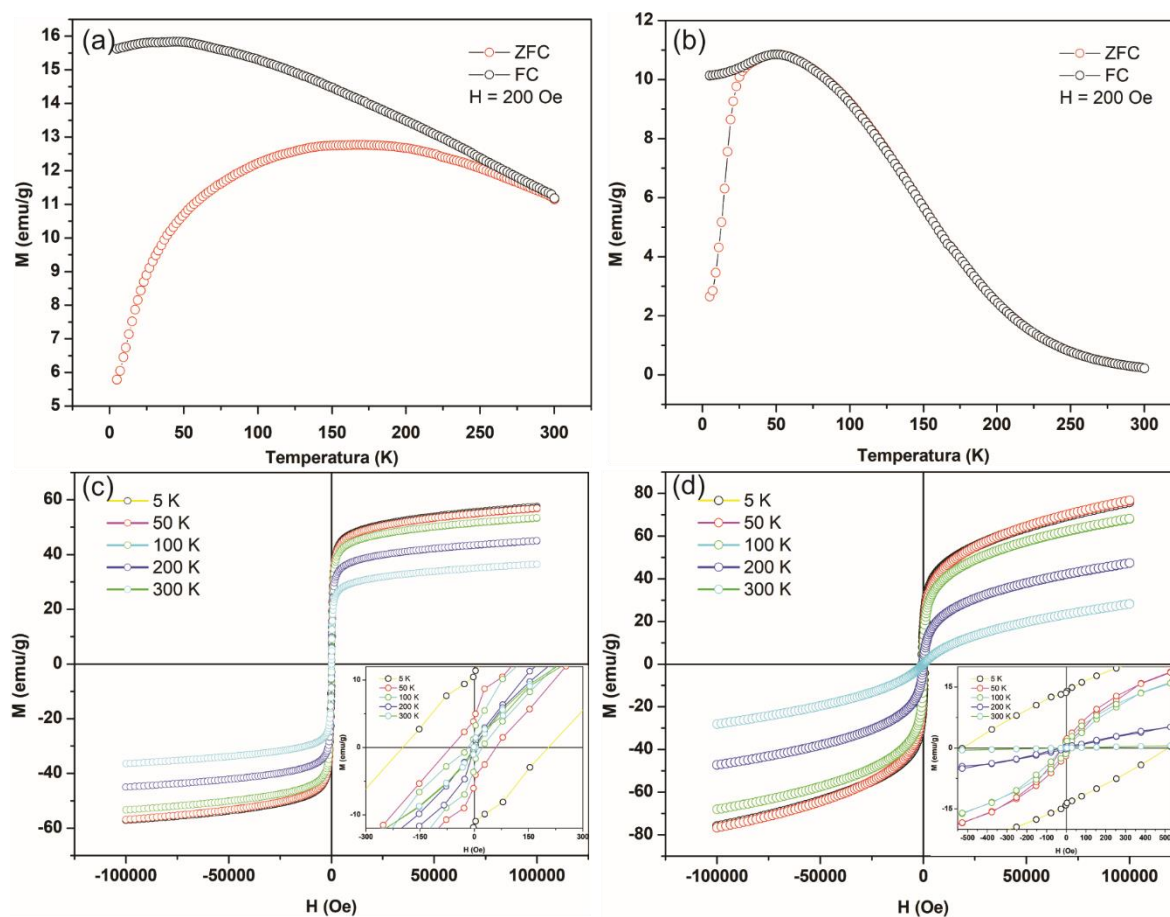 (a)
ZFC
FC
H = 200 Oe
M (emu/g)
16
15
14
13
12
11
10
9
8
7
6
5
0
50
100
150
200
250
300
Temperatura (K)
(b)
ZFC
FC
H = 200 Oe
M (emu/g)
12
10
8
6
4
2
0
0
50
100
150
200
250
300
Temperatura (K)
(c)
5 K
50 K
100 K
200 K
300 K
M (emu/g)
60
40
20
0
-20
-40
-60
-100000
-50000
0
50000
100000
H (Oe)
5 K
50 K
100 K
200 K
300 K
M (emu/g)
10
0
-10
-300
-150
0
150
300
H (Oe)
(d)
5 K
50 K
100 K
200 K
300 K
M (emu/g)
80
60
40
20
0
-20
-40
-60
-80
-100000
-50000
0
50000
100000
H (Oe)
5 K
50 K
100 K
200 K
300 K
M (emu/g)
15
0
-15
-500
-400
-300
-200
-100
0
100
200
300
400
500
H (Oe)